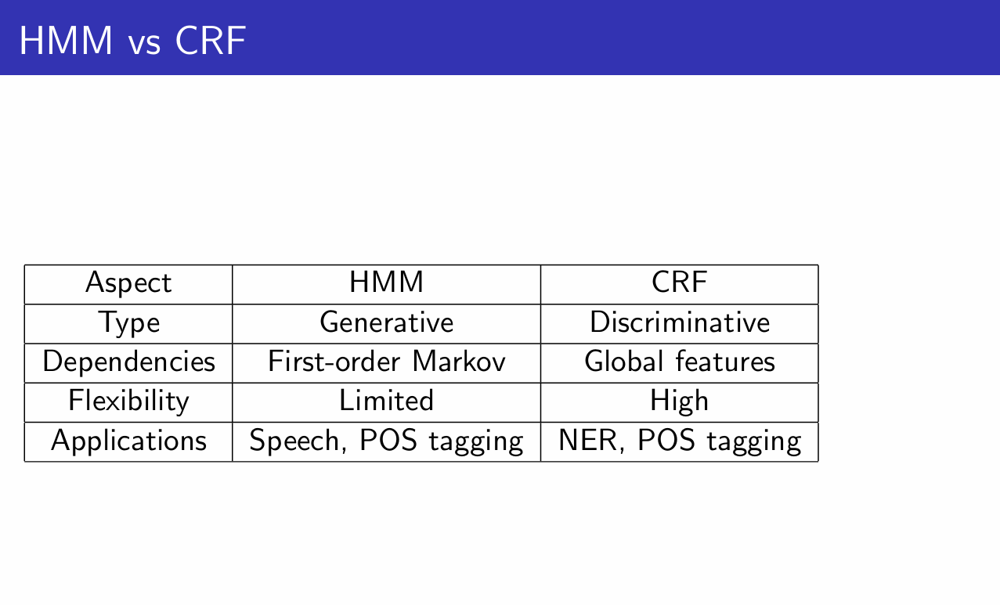 HMM vs CRF
Aspect HMM CRF
Type Generative Discriminative
Dependencies First-order Markov Global features
Flexibility Limited High
Applications Speech, POS tagging NER, POS tagging